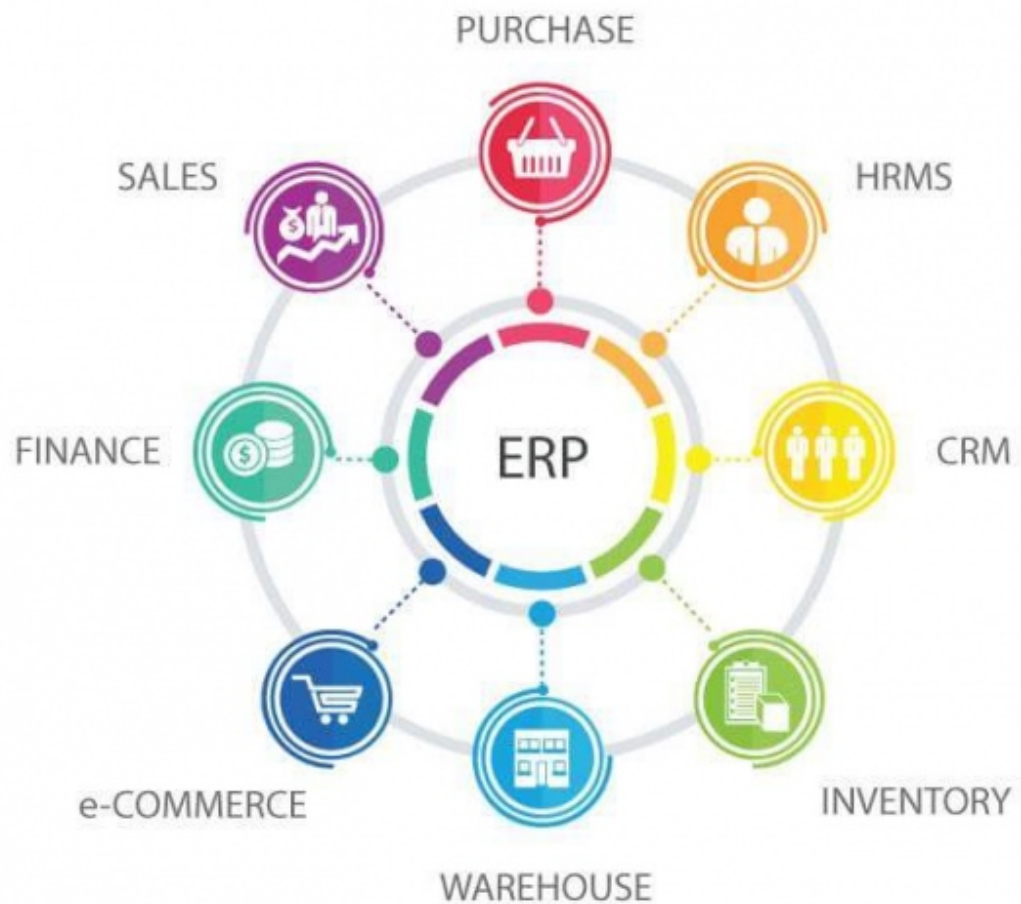 PURCHASE
SALES
HRMS
FINANCE
$
$
ERP
CRM
e-COMMERCE
INVENTORY
WAREHOUSE